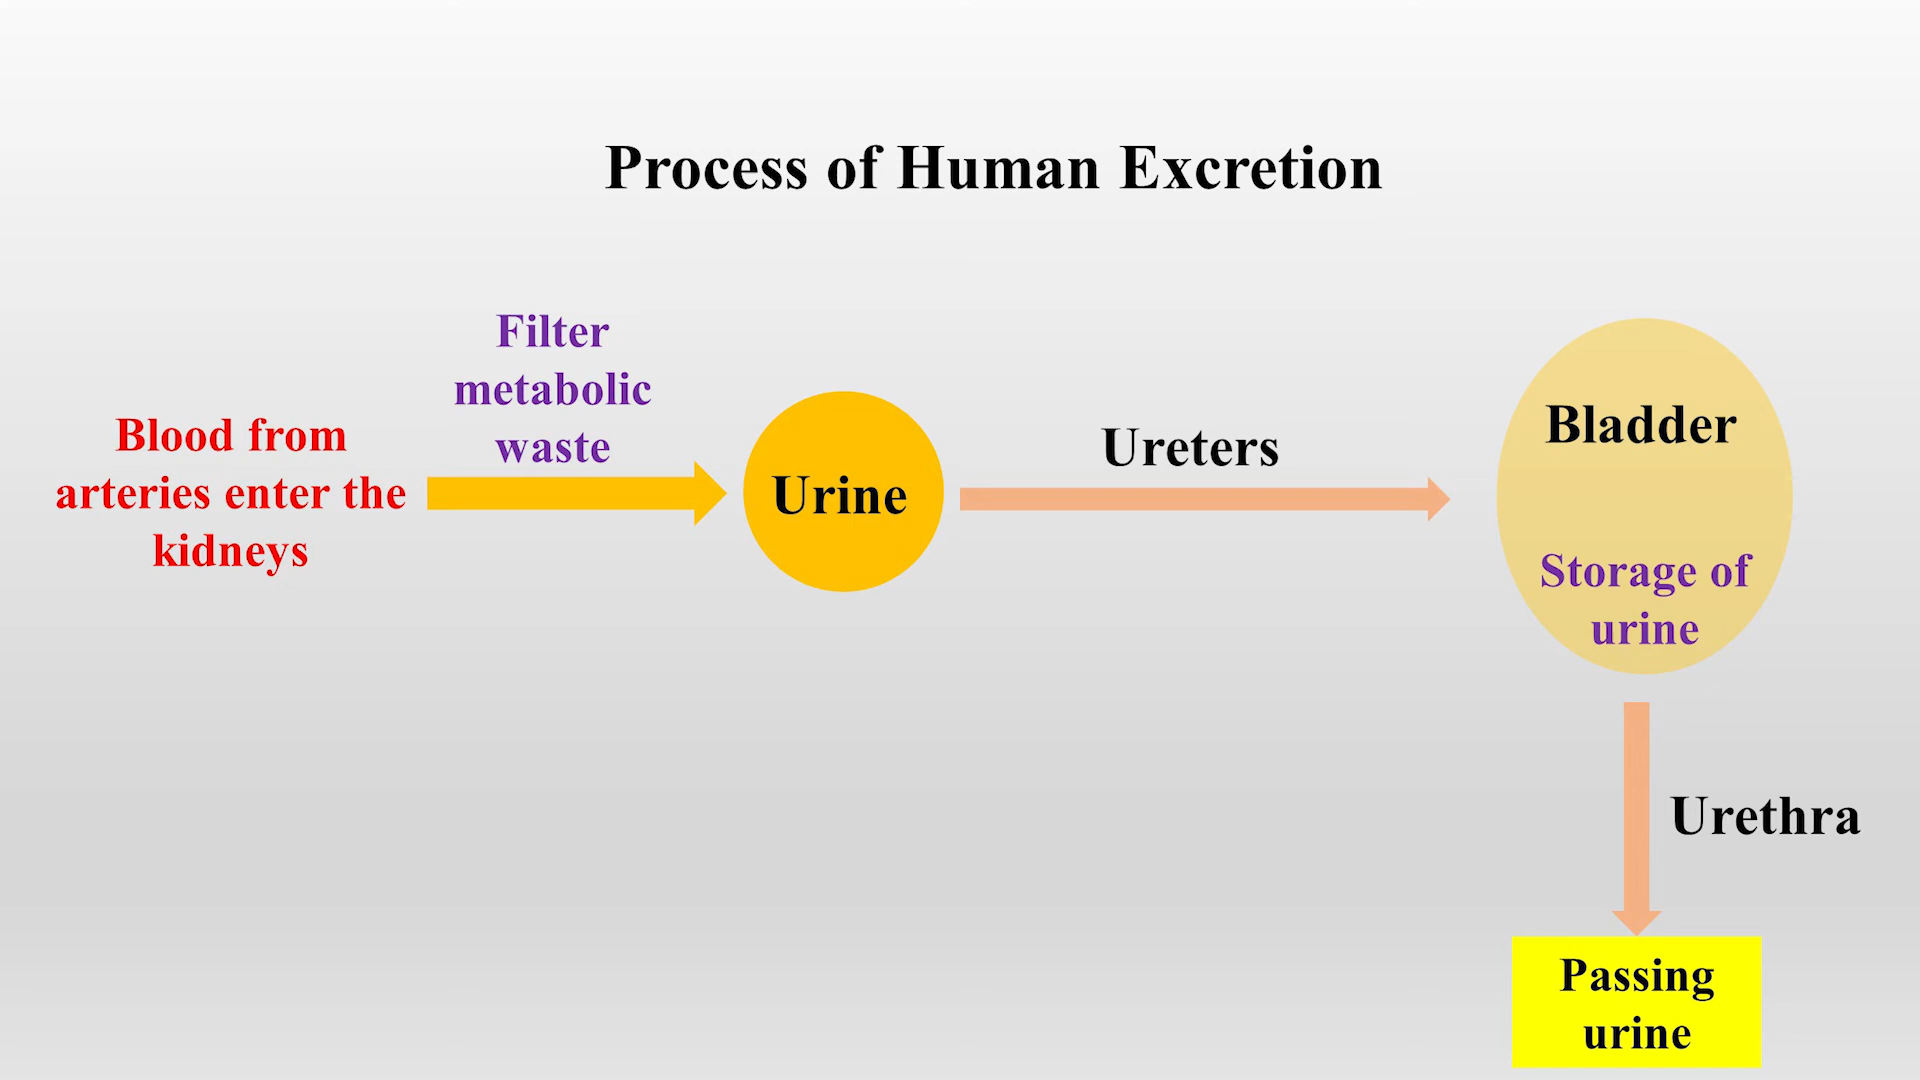 Process of Human Excretion
Blood from
arteries enter the
kidneys
Filter
metabolic
waste
Urine
Ureters
Bladder
Storage of
urine
Urethra
Passing
urine